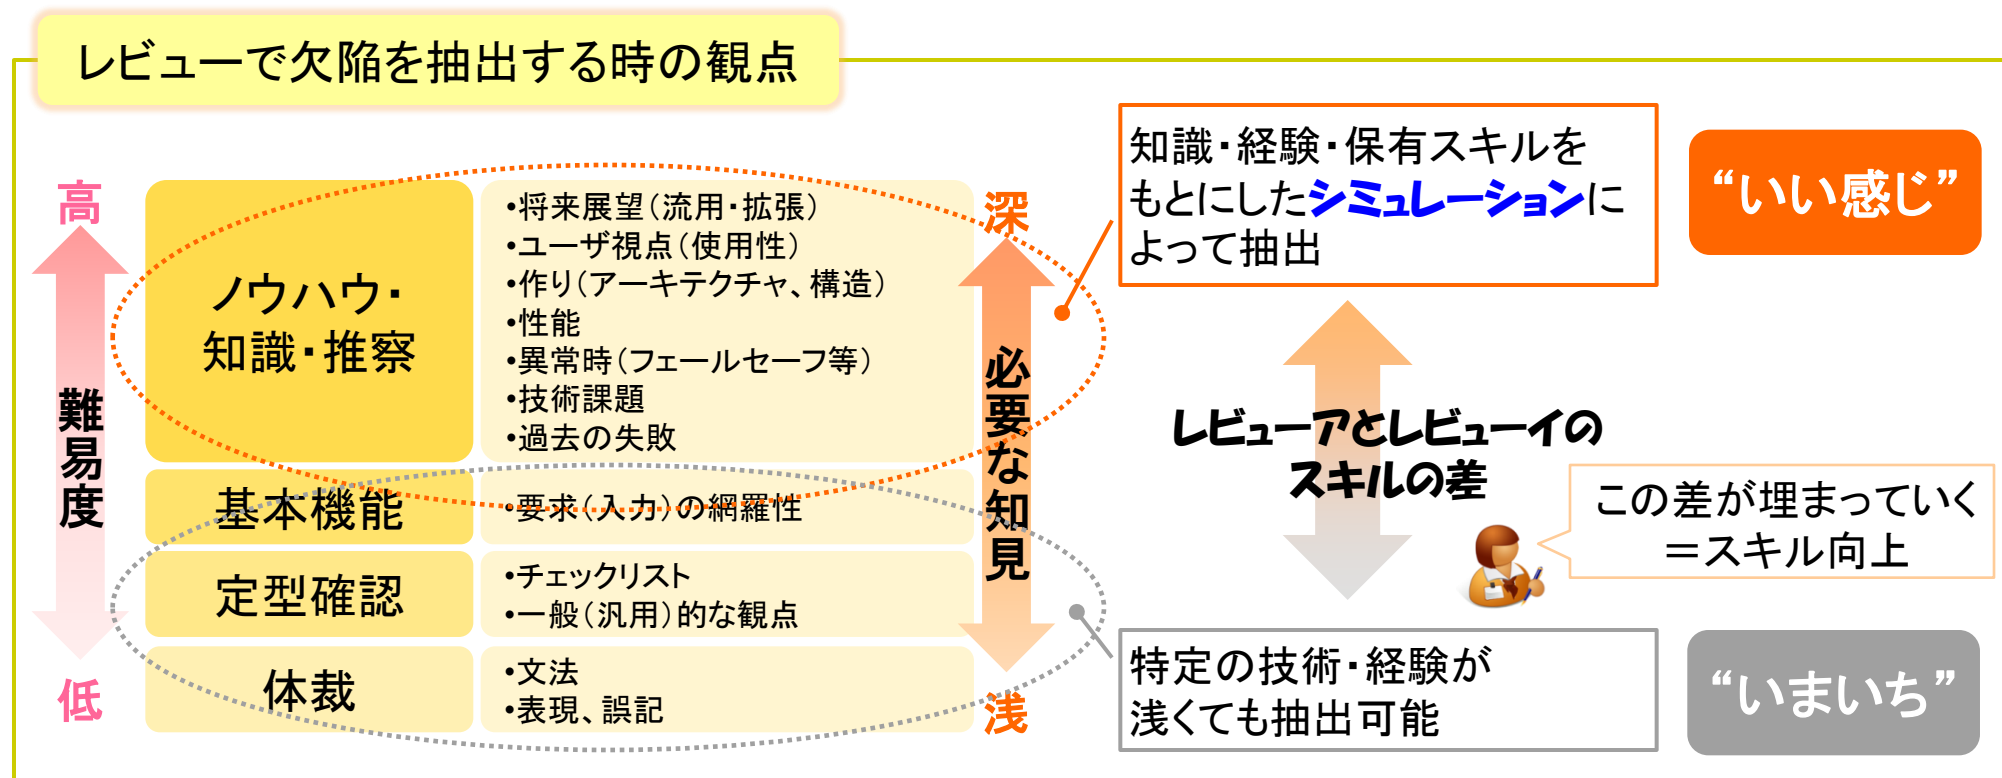 レビューで欠陥を抽出する時の観点
高
難易度
低
ノウハウ・
知識・推察
•将来展望(流用・拡張)
•ユーザ視点(使用性)
•作り(アーキテクチャ、構造)
•性能
•異常時(フェールセーフ等)
•技術課題
•過去の失敗
基本機能
•要求(入力)の網羅性
定型確認
•チェックリスト
•一般(汎用)的な観点
体裁
•文法
•表現、誤記
深
必要な知見
浅
知識・経験・保有スキルを
もとにしたシミュレーションに
よって抽出
“いい感じ”
レビューアとレビューイの
スキルの差
この差が埋まっていく
＝スキル向上
特定の技術・経験が
浅くても抽出可能
“いまいち”